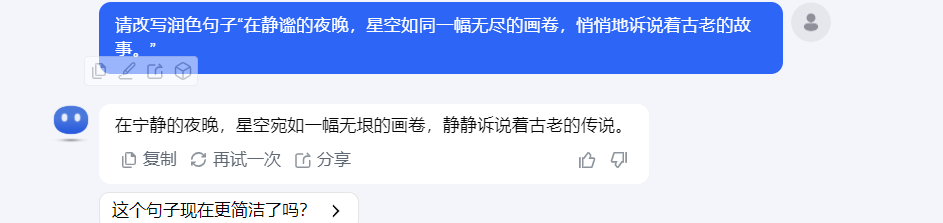 请改写润色句子“在静谧的夜晚，星空如同一幅无尽的画卷，悄悄地诉说着古老的故
事。”
在宁静的夜晚，星空宛如一幅无垠的画卷，静静诉说着古老的传说。
复制 再试一次 分享
这个句子现在更简洁了吗？